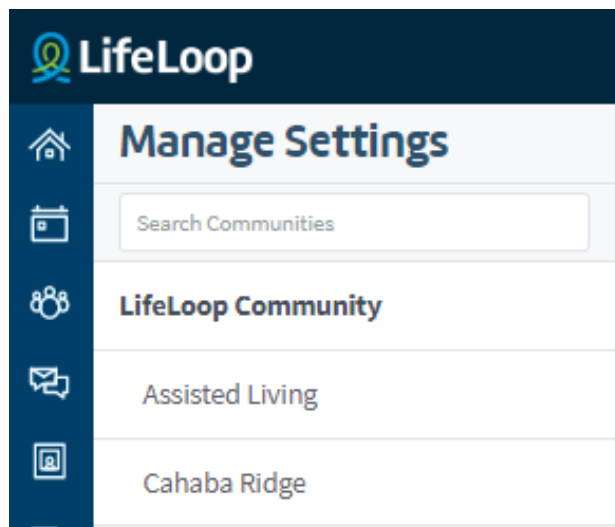 LifeLoop
Manage Settings
Search Communities
LifeLoop Community
Assisted Living
Cahaba Ridge